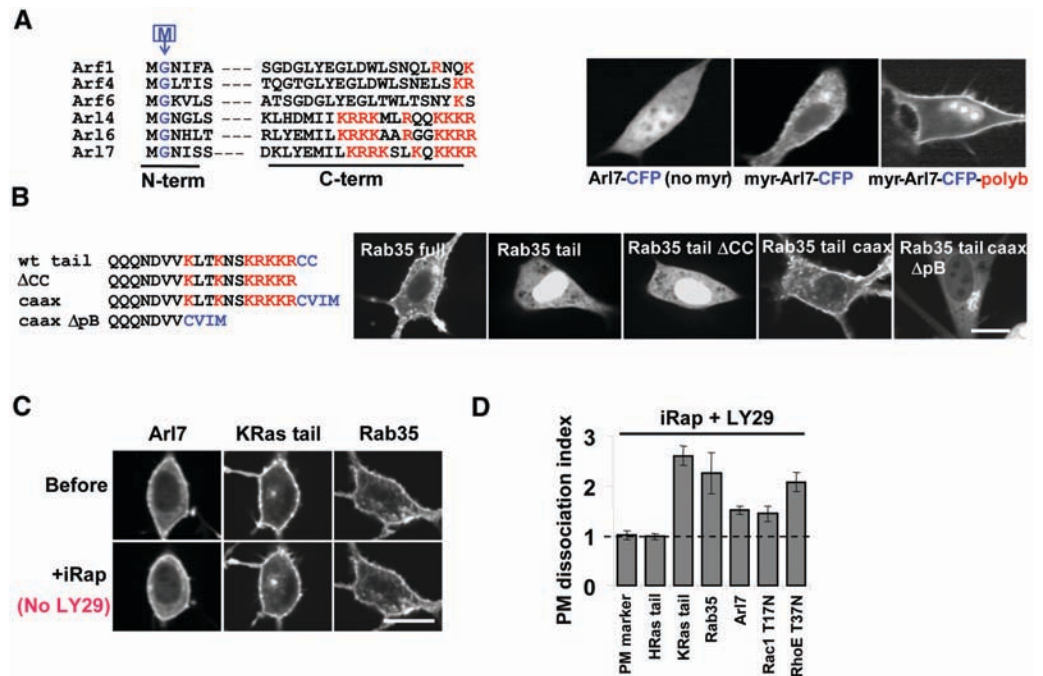 A
M
Arf1 MGNIFA --- SGDGLYEGLDWLSNQLRNQK
Arf4 MGLTIS --- TQGTGLYEGLDWLSNELSKR
Arf6 MGKVLS --- ATSGDGLYEGLTWLTSNYKS
Arl4 MGNGLS --- KLHDMIIKRRKMLRQQKKKR
Arl6 MGNHLT --- RLYEMILKRRKAARGGKKRR
Arl7 MGNISS--- DKLYEMILKRRKSLKQKKKR
N-term C-term
Arl7-CFP (no myr) myr-Arl7-CFP myr-Arl7-CFP-polyb
B
wt tail QQQNDVVKLTKNSKRKKRCC
ΔCC QQQNDVVKLTKNSKRKKR
caax QQQNDVVKLTKNSKRKKRCVIM
caax ΔpB QQQNDVVCVIM
Rab35 full Rab35 tail Rab35 tail ΔCC Rab35 tail caax Rab35 tail caax
ΔpB
C
Arl7 KRas tail Rab35
Before
+iRap
(No LY29)
D
iRap + LY29
PM dissociation index
3
2
1
0
PM marker
HRas tail
KRas tail
Rab35
Arl7
Rac1 T17N
RhoE T37N